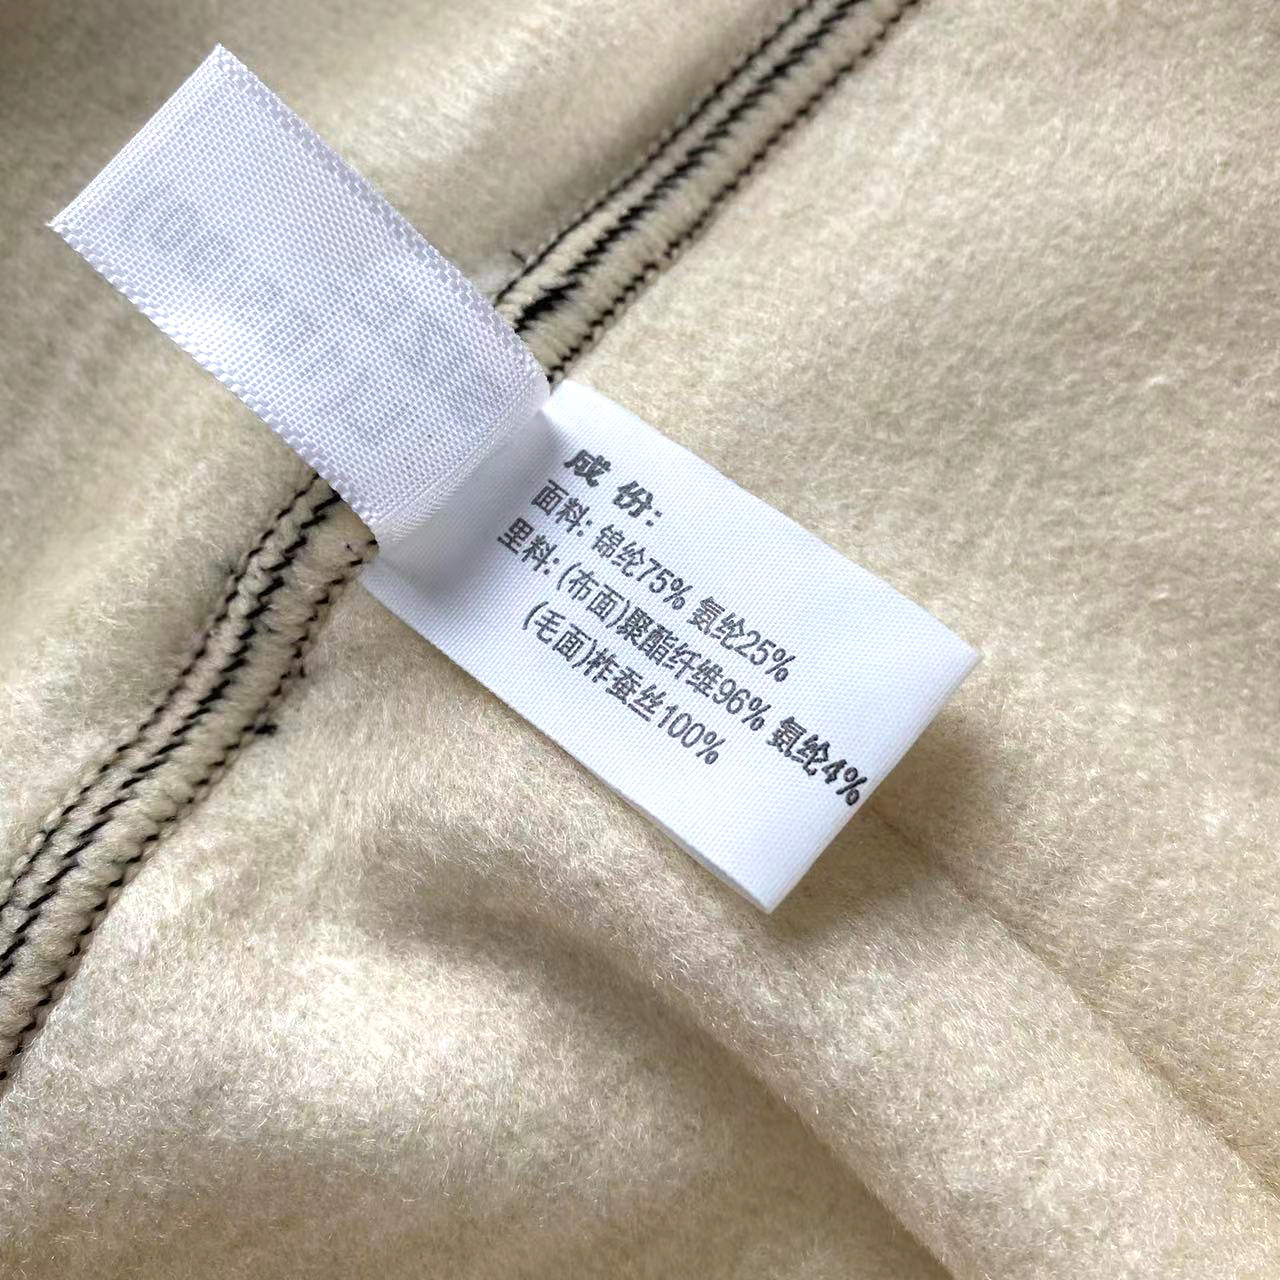 成份:
面料: 锦纶75% 氨纶25%
里料: (布面)聚酯纤维96% 氨纶4%
(毛面)柞蚕丝100%